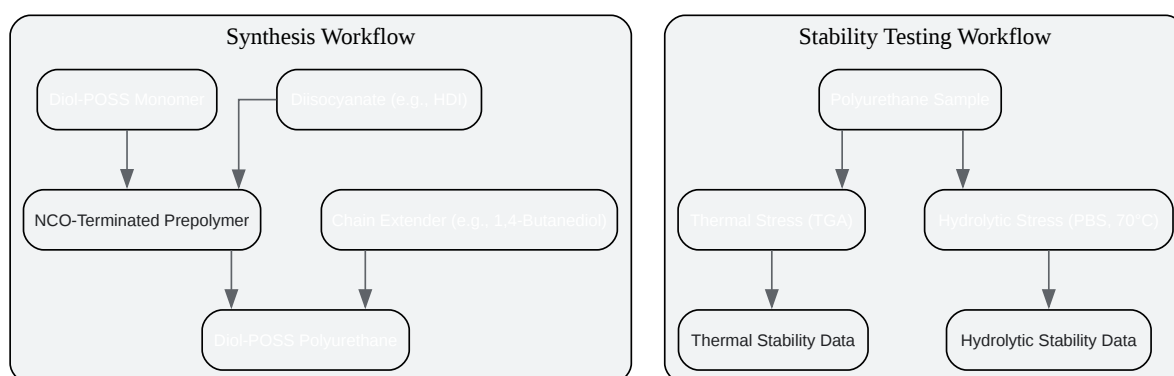 Synthesis Workflow
Diol-POSS Monomer
Diisocyanate (e.g., HDI)
NCO-Terminated Prepolymer
Chain Extender (e.g., 1,4-Butanediol)
Diol-POSS Polyurethane
Stability Testing Workflow
Polyurethane Sample
Thermal Stress (TGA)
Hydrolytic Stress (PBS, 70°C)
Thermal Stability Data
Hydrolytic Stability Data